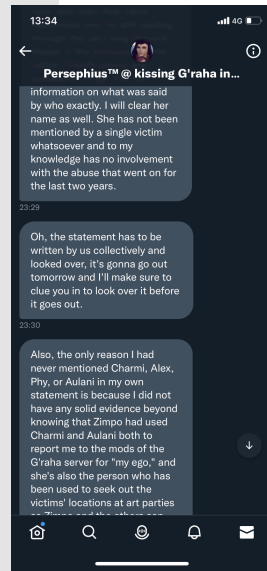 13:34
4G
Persephius™ @ kissing G'raha in...
information on what was said
by who exactly. I will clear her
name as well. She has not been
mentioned by a single victim
whatsoever and to my
knowledge has no involvement
with the abuse that went on for
the last two years.
23:29
Oh, the statement has to be
written by us collectively and
looked over, it's gonna go out
tomorrow and I'll make sure to
clue you in to look over it before
it goes out.
23:30
Also, the only reason I had
never mentioned Charmi, Alex,
Phy, or Aulani in my own
statement is because I did not
have any solid evidence beyond
knowing that Zimpo had used
Charmi and Aulani both to
report me to the mods of the
G'raha server for "my ego," and
she's also the person who has
been used to seek out the
victims' locations at art parties